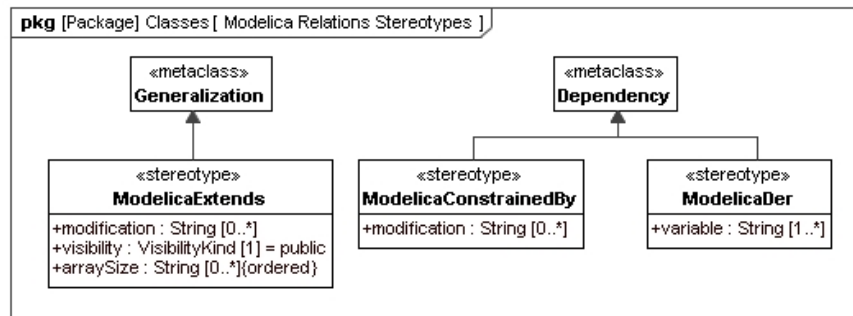 pkg [Package] Classes [ Modelica Relations Stereotypes ]
«metaclass»
Generalization
«metaclass»
Dependency
«stereotype»
ModelicaExtends
+modification : String [0..*]
+visibility : VisibilityKind [1] = public
+arraySize : String [0..*]{ordered}
«stereotype»
ModelicaConstrainedBy
+modification : String [0..*]
«stereotype»
ModelicaDer
+variable : String [1..*]